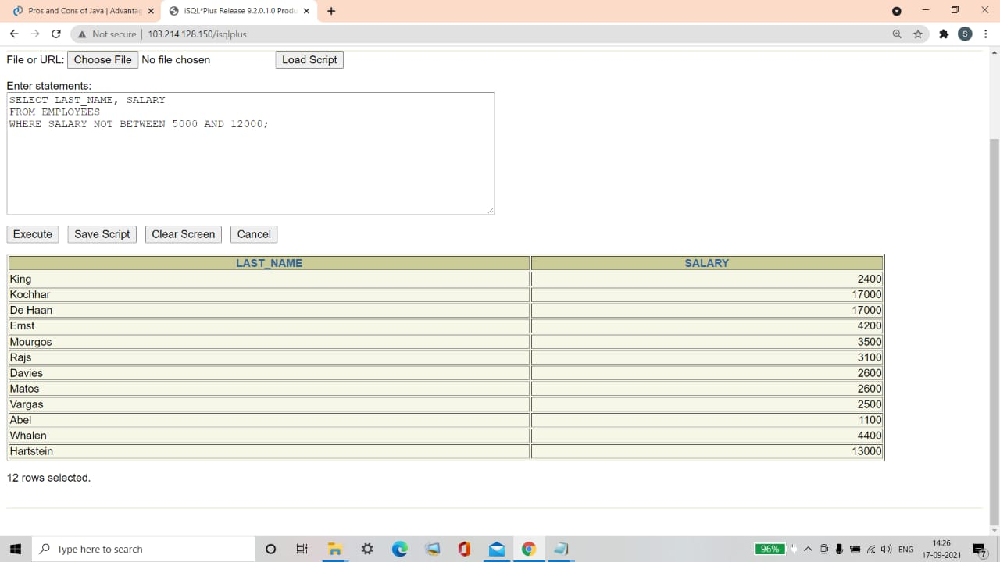 Pros and Cons of Java | Advantag
iSQL*Plus Release 9.2.0.1.0 Produ
Not secure | 103.214.128.150/isqlplus
S
File or URL: Choose File No file chosen Load Script
Enter statements:
SELECT LAST_NAME, SALARY
FROM EMPLOYEES
WHERE SALARY NOT BETWEEN 5000 AND 12000;
Execute Save Script Clear Screen Cancel
LAST_NAME SALARY
King 2400
Kochhar 17000
De Haan 17000
Ernst 4200
Mourgos 3500
Rajs 3100
Davies 2600
Matos 2600
Vargas 2500
Abel 1100
Whalen 4400
Hartstein 13000
12 rows selected.
Type here to search
96%
ENG
14:26
17-09-2021
7